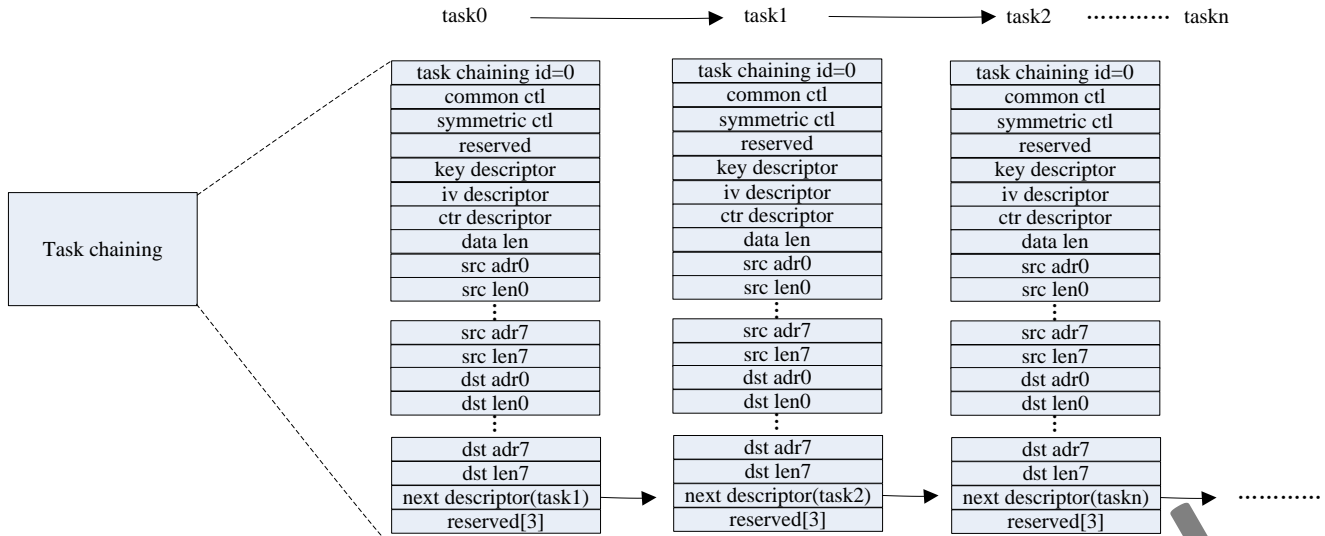 task0 task1 task2 ………… taskn
Task chaining
task chaining id=0
common ctl
symmetric ctl
reserved
key descriptor
iv descriptor
ctr descriptor
data len
src adr0
src len0
⋮
src adr7
src len7
dst adr0
dst len0
⋮
dst adr7
dst len7
next descriptor(task1)
reserved[3]
task chaining id=0
common ctl
symmetric ctl
reserved
key descriptor
iv descriptor
ctr descriptor
data len
src adr0
src len0
⋮
src adr7
src len7
dst adr0
dst len0
⋮
dst adr7
dst len7
next descriptor(task2)
reserved[3]
task chaining id=0
common ctl
symmetric ctl
reserved
key descriptor
iv descriptor
ctr descriptor
data len
src adr0
src len0
⋮
src adr7
src len7
dst adr0
dst len0
⋮
dst adr7
dst len7
next descriptor(taskn)
reserved[3]
…………